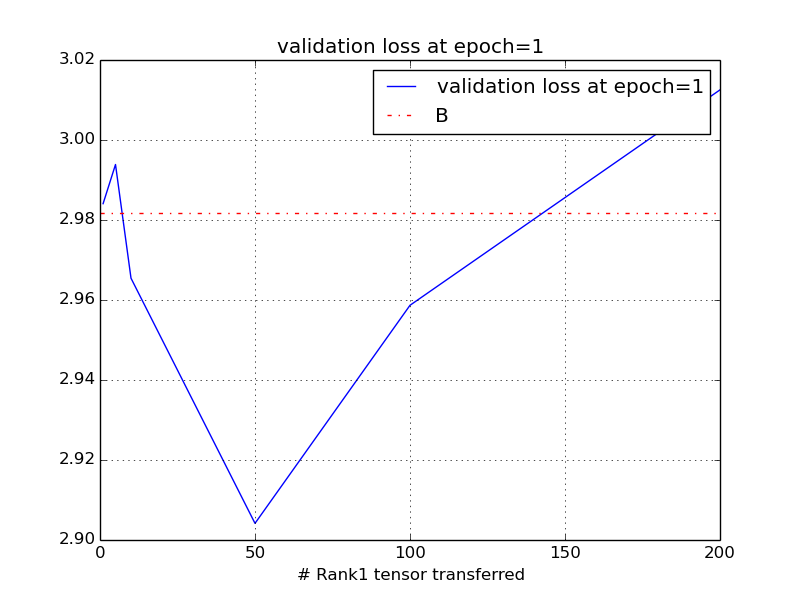 validation loss at epoch=1
3.02
3.00
2.98
2.96
2.94
2.92
2.90
validation loss at epoch=1
B
0 50 100 150 200
# Rank1 tensor transferred